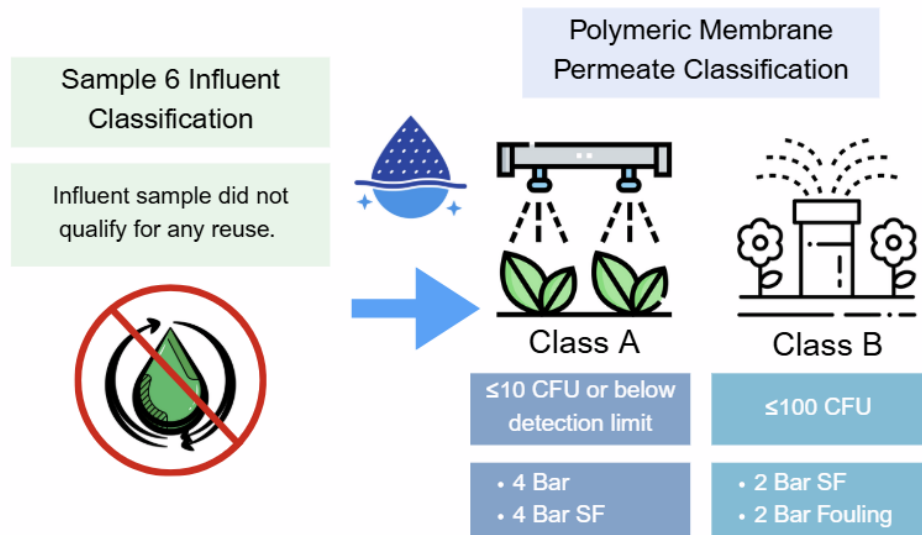 Sample 6 Influent
Classification
Influent sample did not
qualify for any reuse.
Polymeric Membrane
Permeate Classification
Class A
≤10 CFU or below
detection limit
• 4 Bar
• 4 Bar SF
Class B
≤100 CFU
• 2 Bar SF
• 2 Bar Fouling